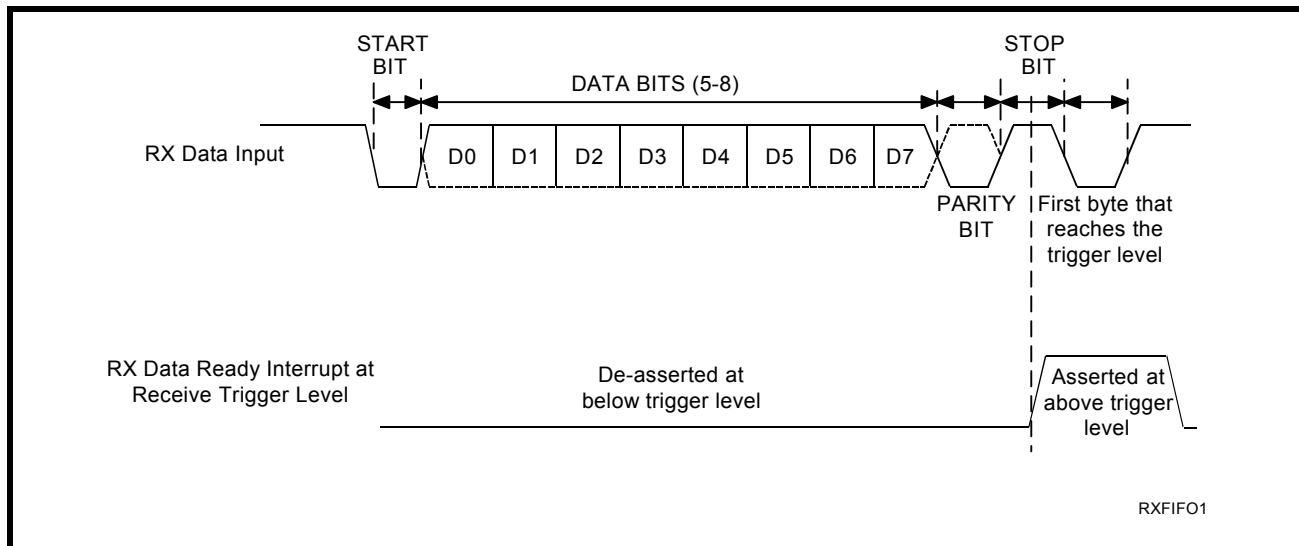 START
BIT
STOP
BIT
DATA BITS (5-8)
RX Data Input
D0 D1 D2 D3 D4 D5 D6 D7
PARITY
BIT
First byte that
reaches the
trigger level
RX Data Ready Interrupt at
Receive Trigger Level
De-asserted at
below trigger level
Asserted at
above trigger
level
RXFIFO1